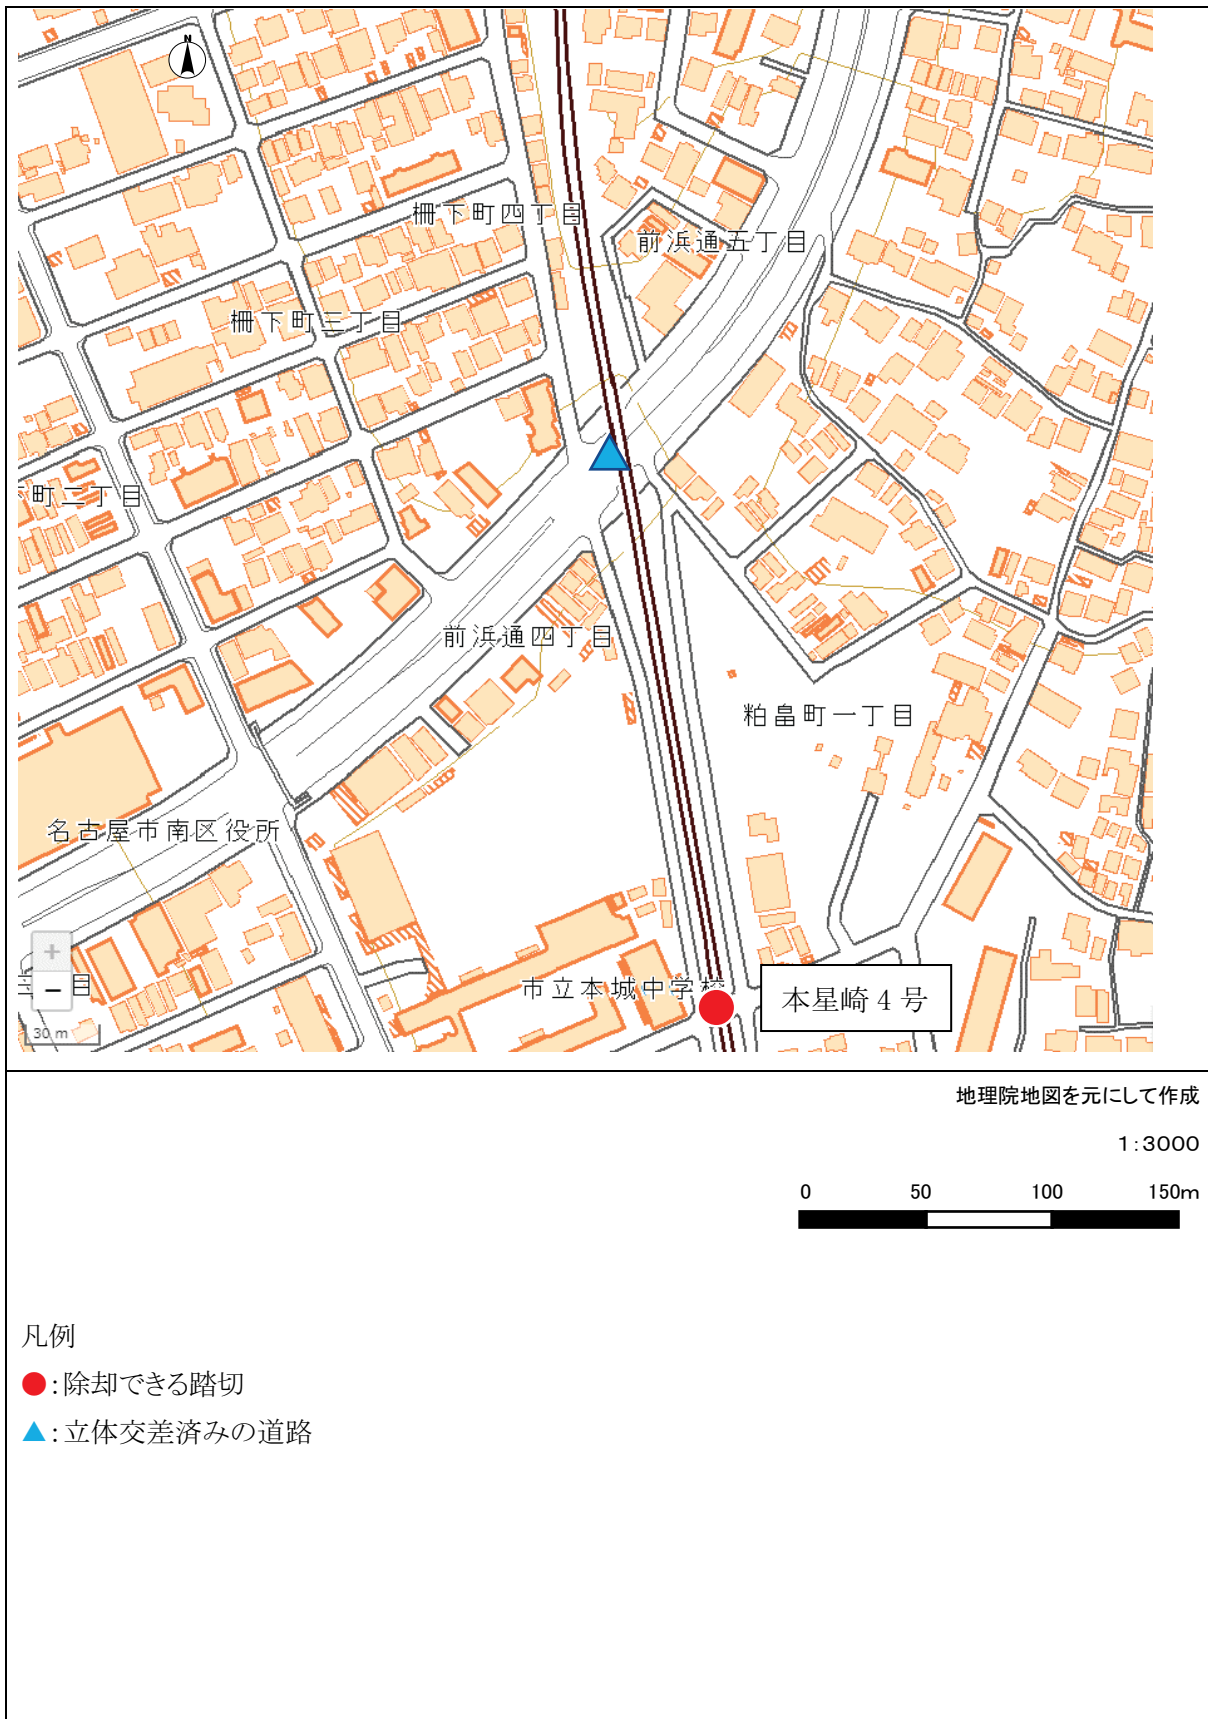 N
柵下町四丁目
前浜通五丁目
柵下町三丁目
町二丁目
前浜通四丁目
粕畠町一丁目
名古屋市南区役所
+
−
目
市立本城中学校
本星崎4号
30 m
地理院地図を元にして作成
1:3000
0 50 100 150m
凡例
●:除却できる踏切
▲:立体交差済みの道路